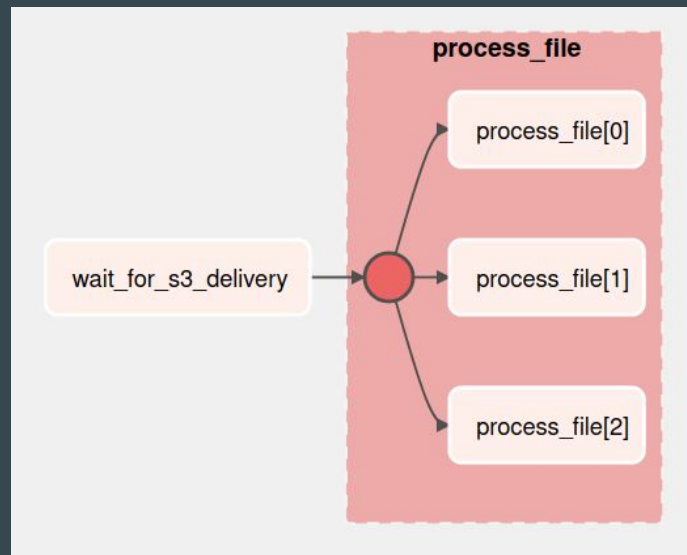 process_file
process_file[0]
wait_for_s3_delivery
process_file[1]
process_file[2]